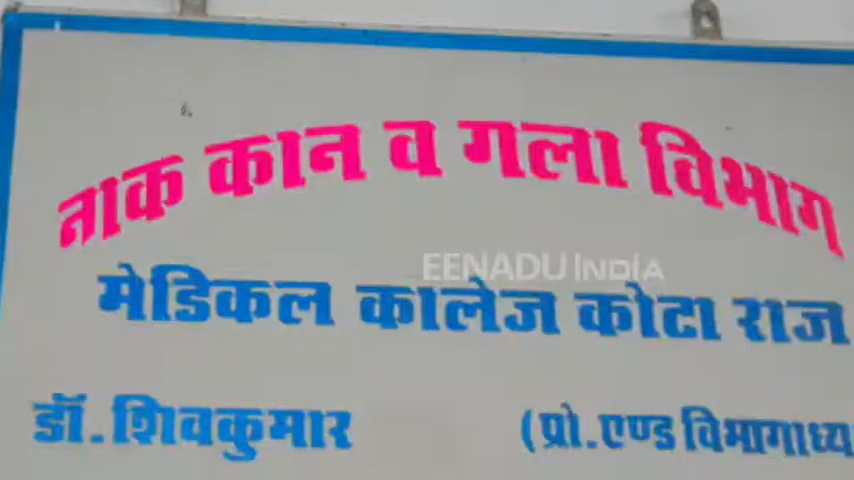 नाक कान व गला विभाग
EENADU INDIA
मेडिकल कालेज कोटा राज
डॉ. शिवकुमार (प्रो. एण्ड विभागाध्य